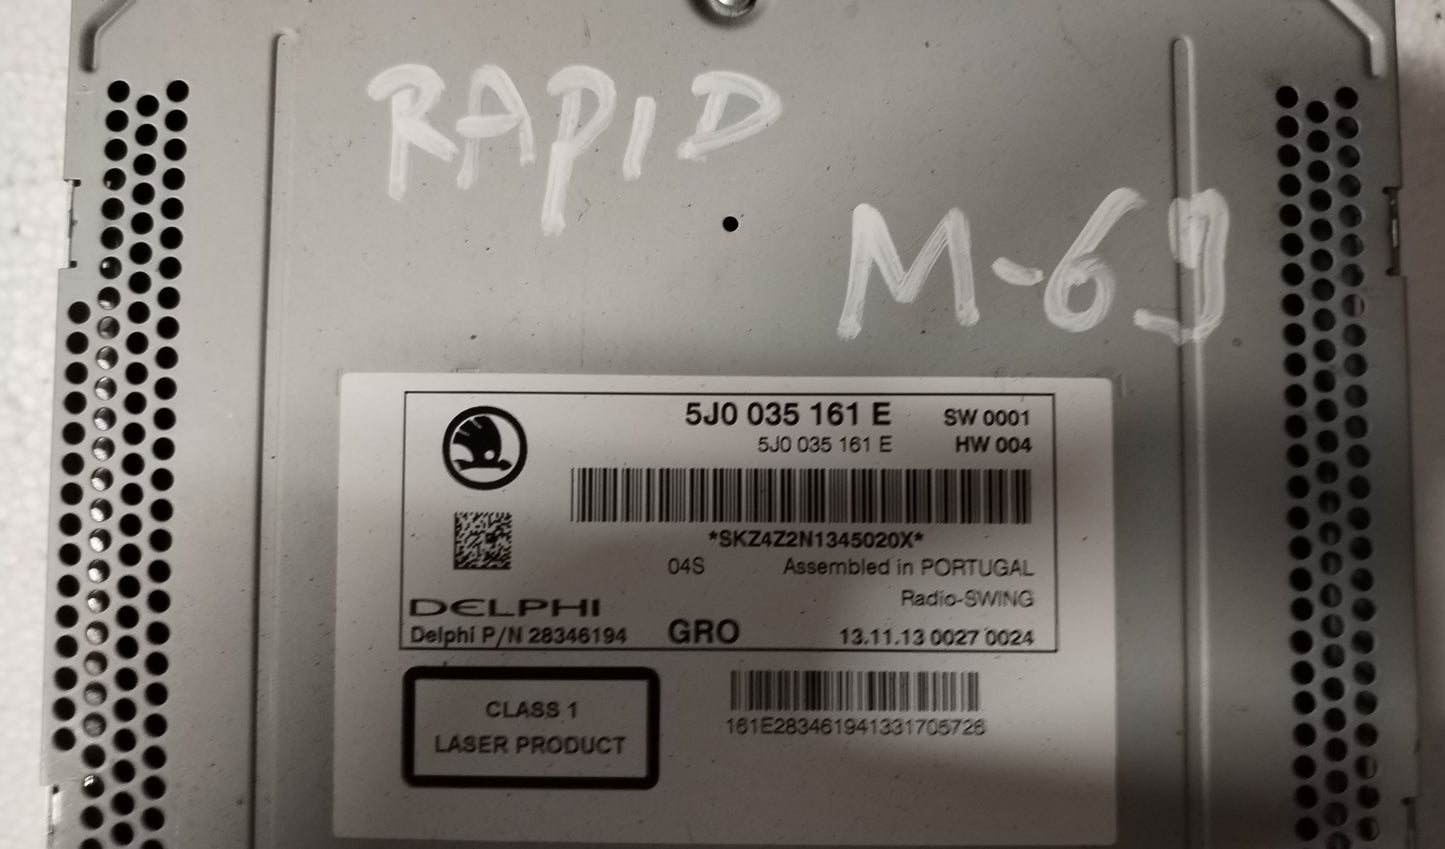 RAPID
M-69
5J0 035 161 E SW 0001
5J0 035 161 E HW 004
*SKZ4Z2N1345020X*
04S Assembled in PORTUGAL
Radio-SWING
DELPHI
Delphi P/N 28346194 GRO 13.11.13 0027 0024
CLASS 1
LASER PRODUCT
161E283461941331705726